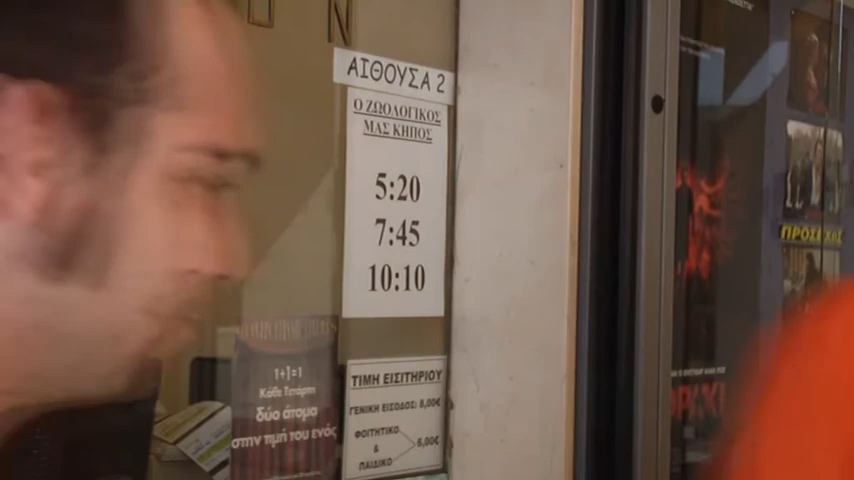 ΑΙΘΟΥΣΑ 2
Ο ΖΩΟΛΟΓΙΚΟΣ
ΜΑΣ ΚΗΠΟΣ
5:20
7:45
10:10
1+1=1
Κάθε Τετάρτη
δύο άτομα
στην τιμή του ενός
ΤΙΜΗ ΕΙΣΙΤΗΡΙΟΥ
ΓΕΝΙΚΗ ΕΙΣΟΔΟΣ: 8,00€
ΦΟΙΤΗΤΙΚΟ
&
ΠΑΙΔΙΚΟ
6,00€
ΠΡΟΣΕΧΩΣ